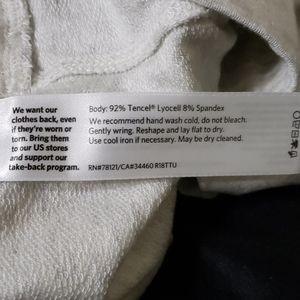 We want our
clothes back, even
if they're worn or
torn. Bring them
to our US stores
and support our
take-back program.
Body: 92% Tencel® Lyocell 8% Spandex
We recommend hand wash cold, do not bleach.
Gently wring. Reshape and lay flat to dry.
Use cool iron if necessary. May be dry cleaned.
RN#78121/CA#34460 R18TTU